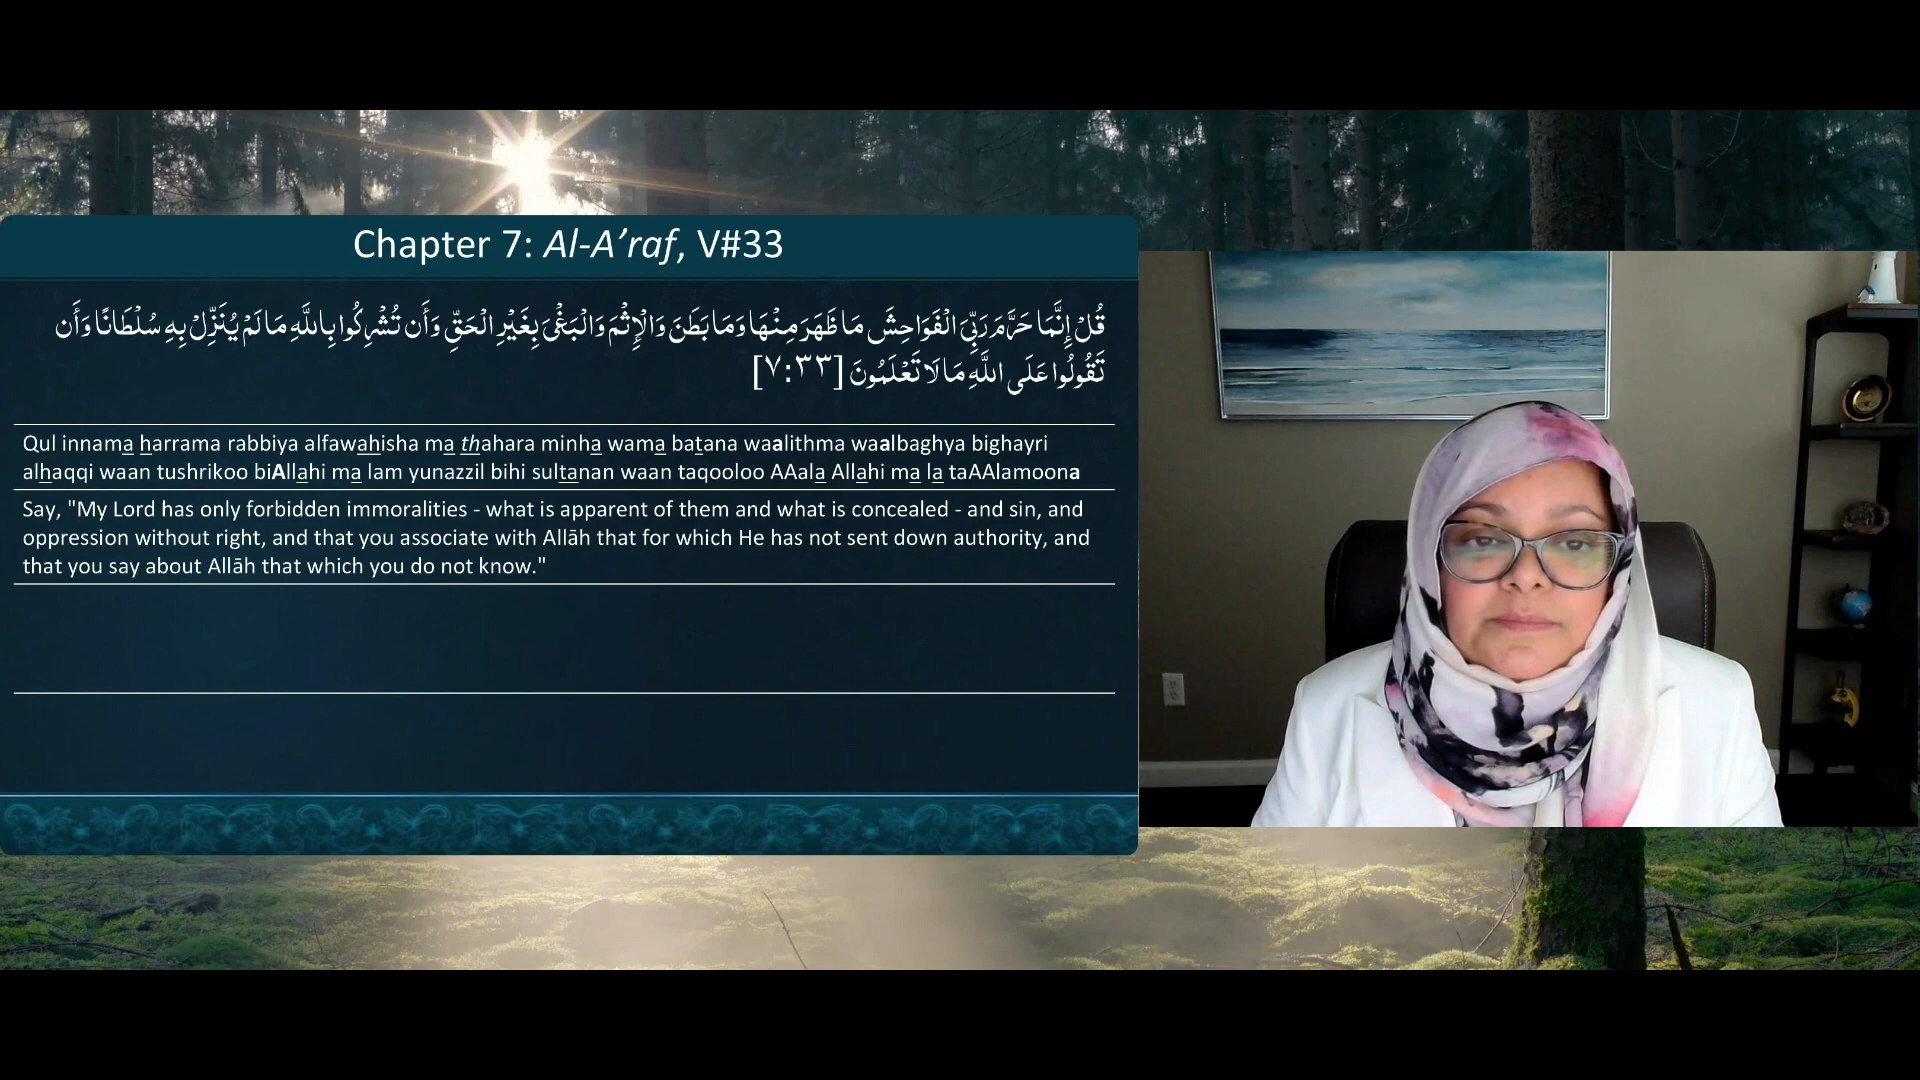 Chapter 7: Al-A’raf, V#33
قُلْ إِنَّمَا حَرَّمَ رَبِّيَ الْفَوَاحِشَ مَا ظَهَرَ مِنْهَا وَمَا بَطَنَ وَالْإِثْمَ وَالْبَغْيَ بِغَيْرِ الْحَقِّ وَأَن تُشْرِكُوا بِاللَّهِ مَا لَمْ يُنَزِّلْ بِهِ سُلْطَانًا وَأَن
تَقُولُوا عَلَى اللَّهِ مَا لَا تَعْلَمُونَ [٧:٣٣]
Qul innama harrama rabbiya alfawahisha ma thahara minha wama batana waalithma waalbaghya bighayri
alhaqqi waan tushrikoo biAllahi ma lam yunazzil bihi sultanan waan taqooloo AAala Allahi ma la taAAlamoona
Say, "My Lord has only forbidden immoralities - what is apparent of them and what is concealed - and sin, and
oppression without right, and that you associate with Allāh that for which He has not sent down authority, and
that you say about Allāh that which you do not know."